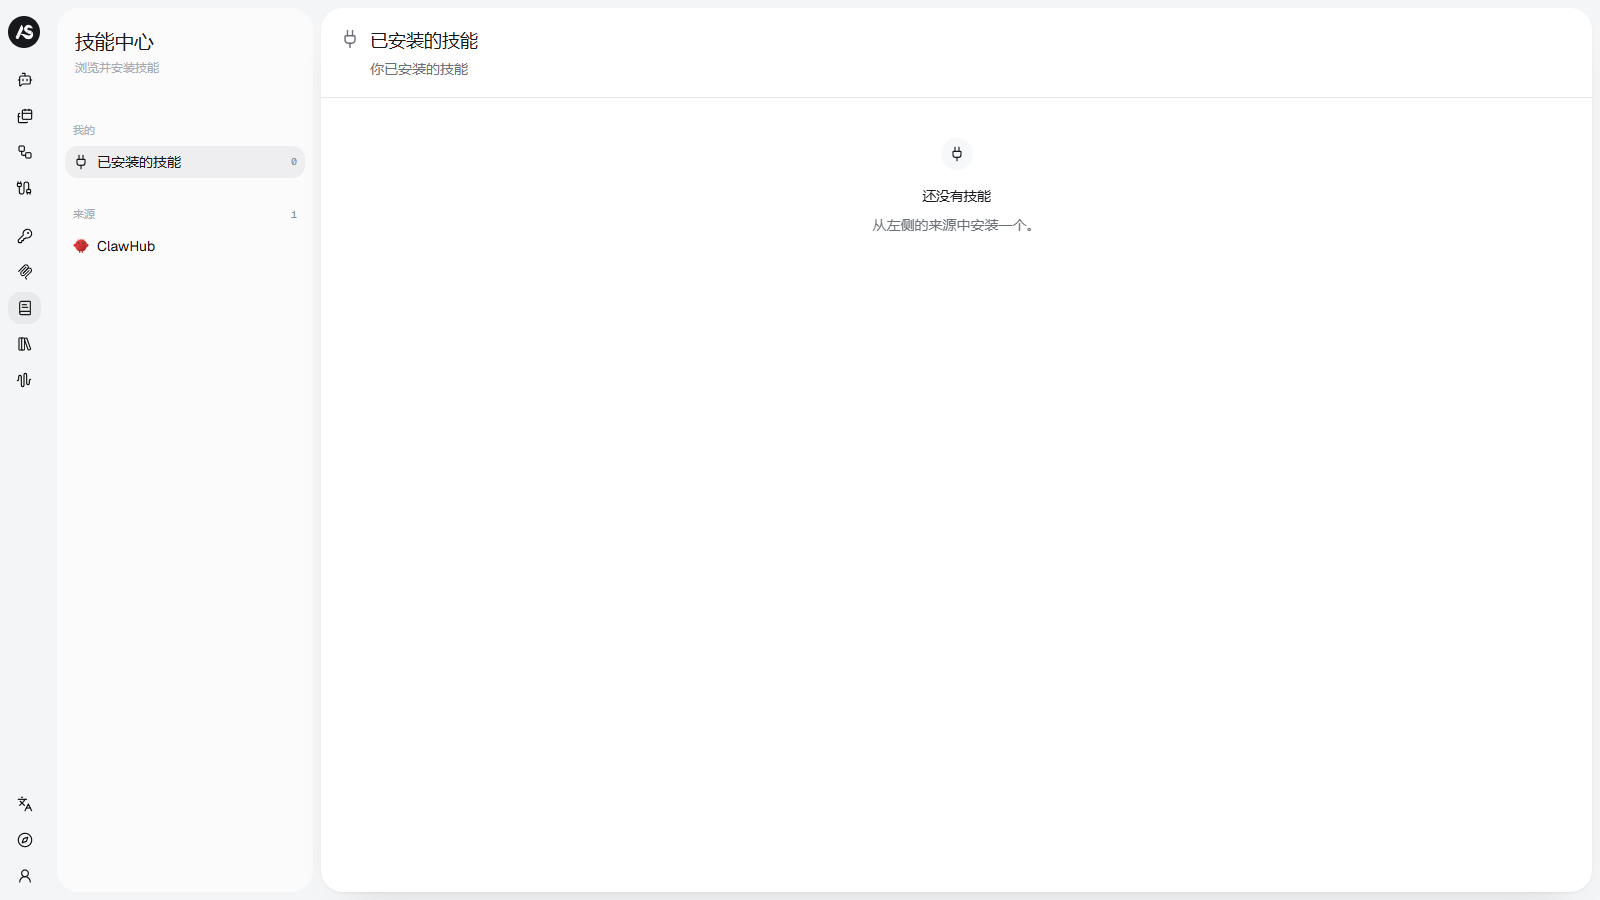 AS
技能中心
浏览并安装技能
我的
已安装的技能 0
来源 1
ClawHub
已安装的技能
你已安装的技能
还没有技能
从左侧的来源中安装一个。